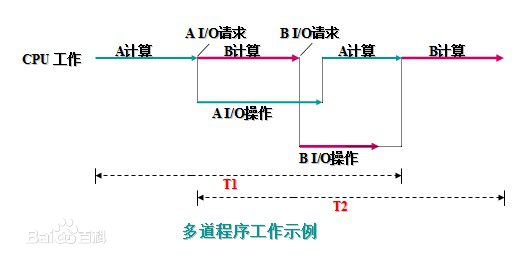 A I/O请求 B I/O请求
CPU 工作 A计算 B计算 A计算 B计算
A I/O操作
B I/O操作
T1
T2
多道程序工作示例
Bai百科